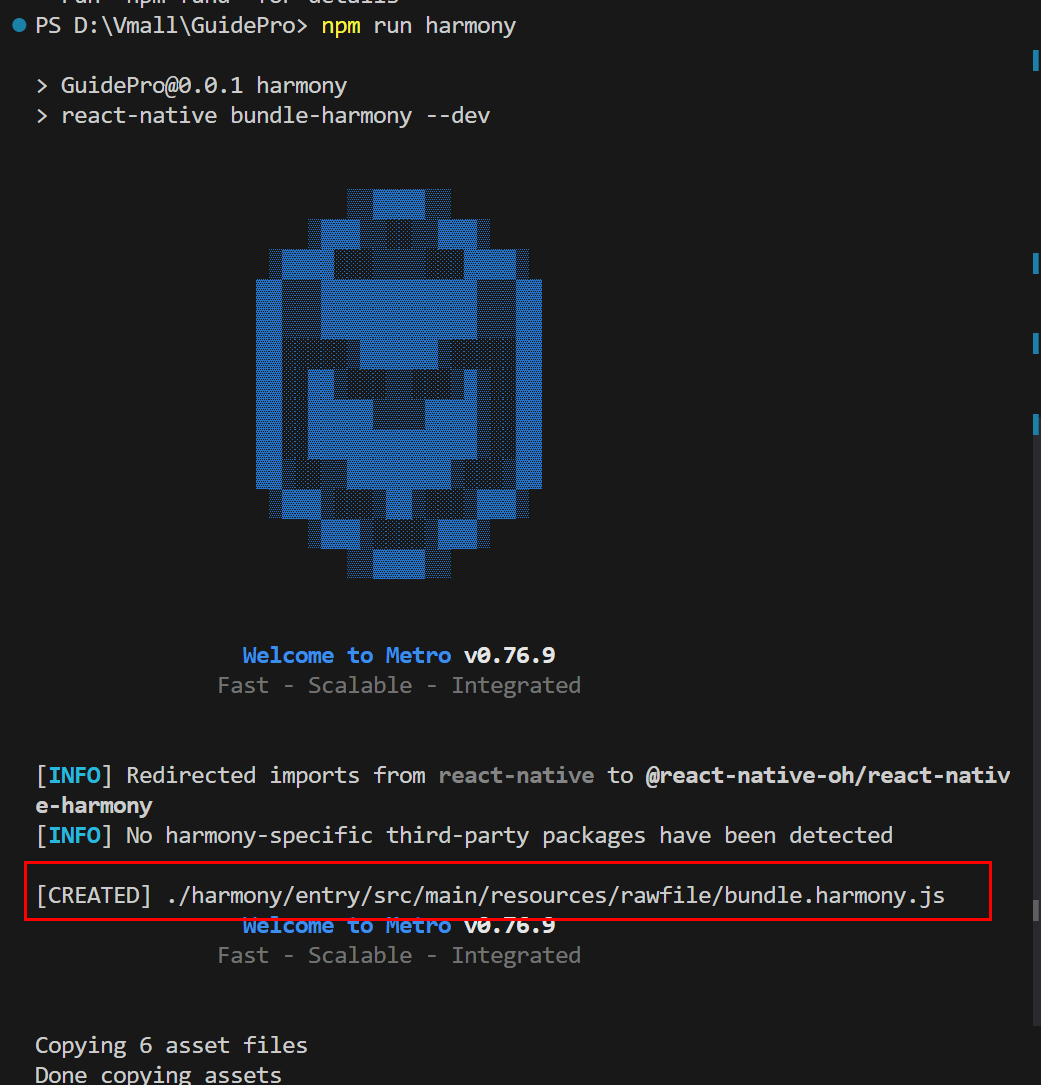 run `npm fund` for details
PS D:\Vmall\GuidePro> npm run harmony
> GuidePro@0.0.1 harmony
> react-native bundle-harmony --dev
Welcome to Metro v0.76.9
Fast - Scalable - Integrated
[INFO] Redirected imports from react-native to @react-native-oh/react-nativ
e-harmony
[INFO] No harmony-specific third-party packages have been detected
[CREATED] ./harmony/entry/src/main/resources/rawfile/bundle.harmony.js
Welcome to Metro v0.76.9
Fast - Scalable - Integrated
Copying 6 asset files
Done copying assets